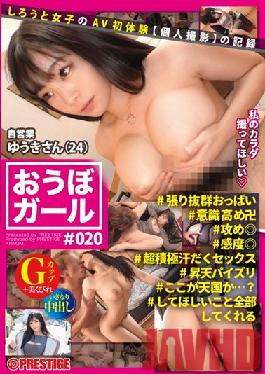 しろうと女子のAV初体験【個人撮影】の記録
自営業
ゆうきさん(24)
おうぼ
ガール
#020
PRESTIGE
私のカラダ
撮ってほしい♡
Gカップ
中出し
#張り抜群おっぱい
#意識高め卍
#攻め◎
#感度◎
#超積極汗だくセックス
#昇天パイズリ
#ここが天国か…?
#してほしいこと全部
してくれる